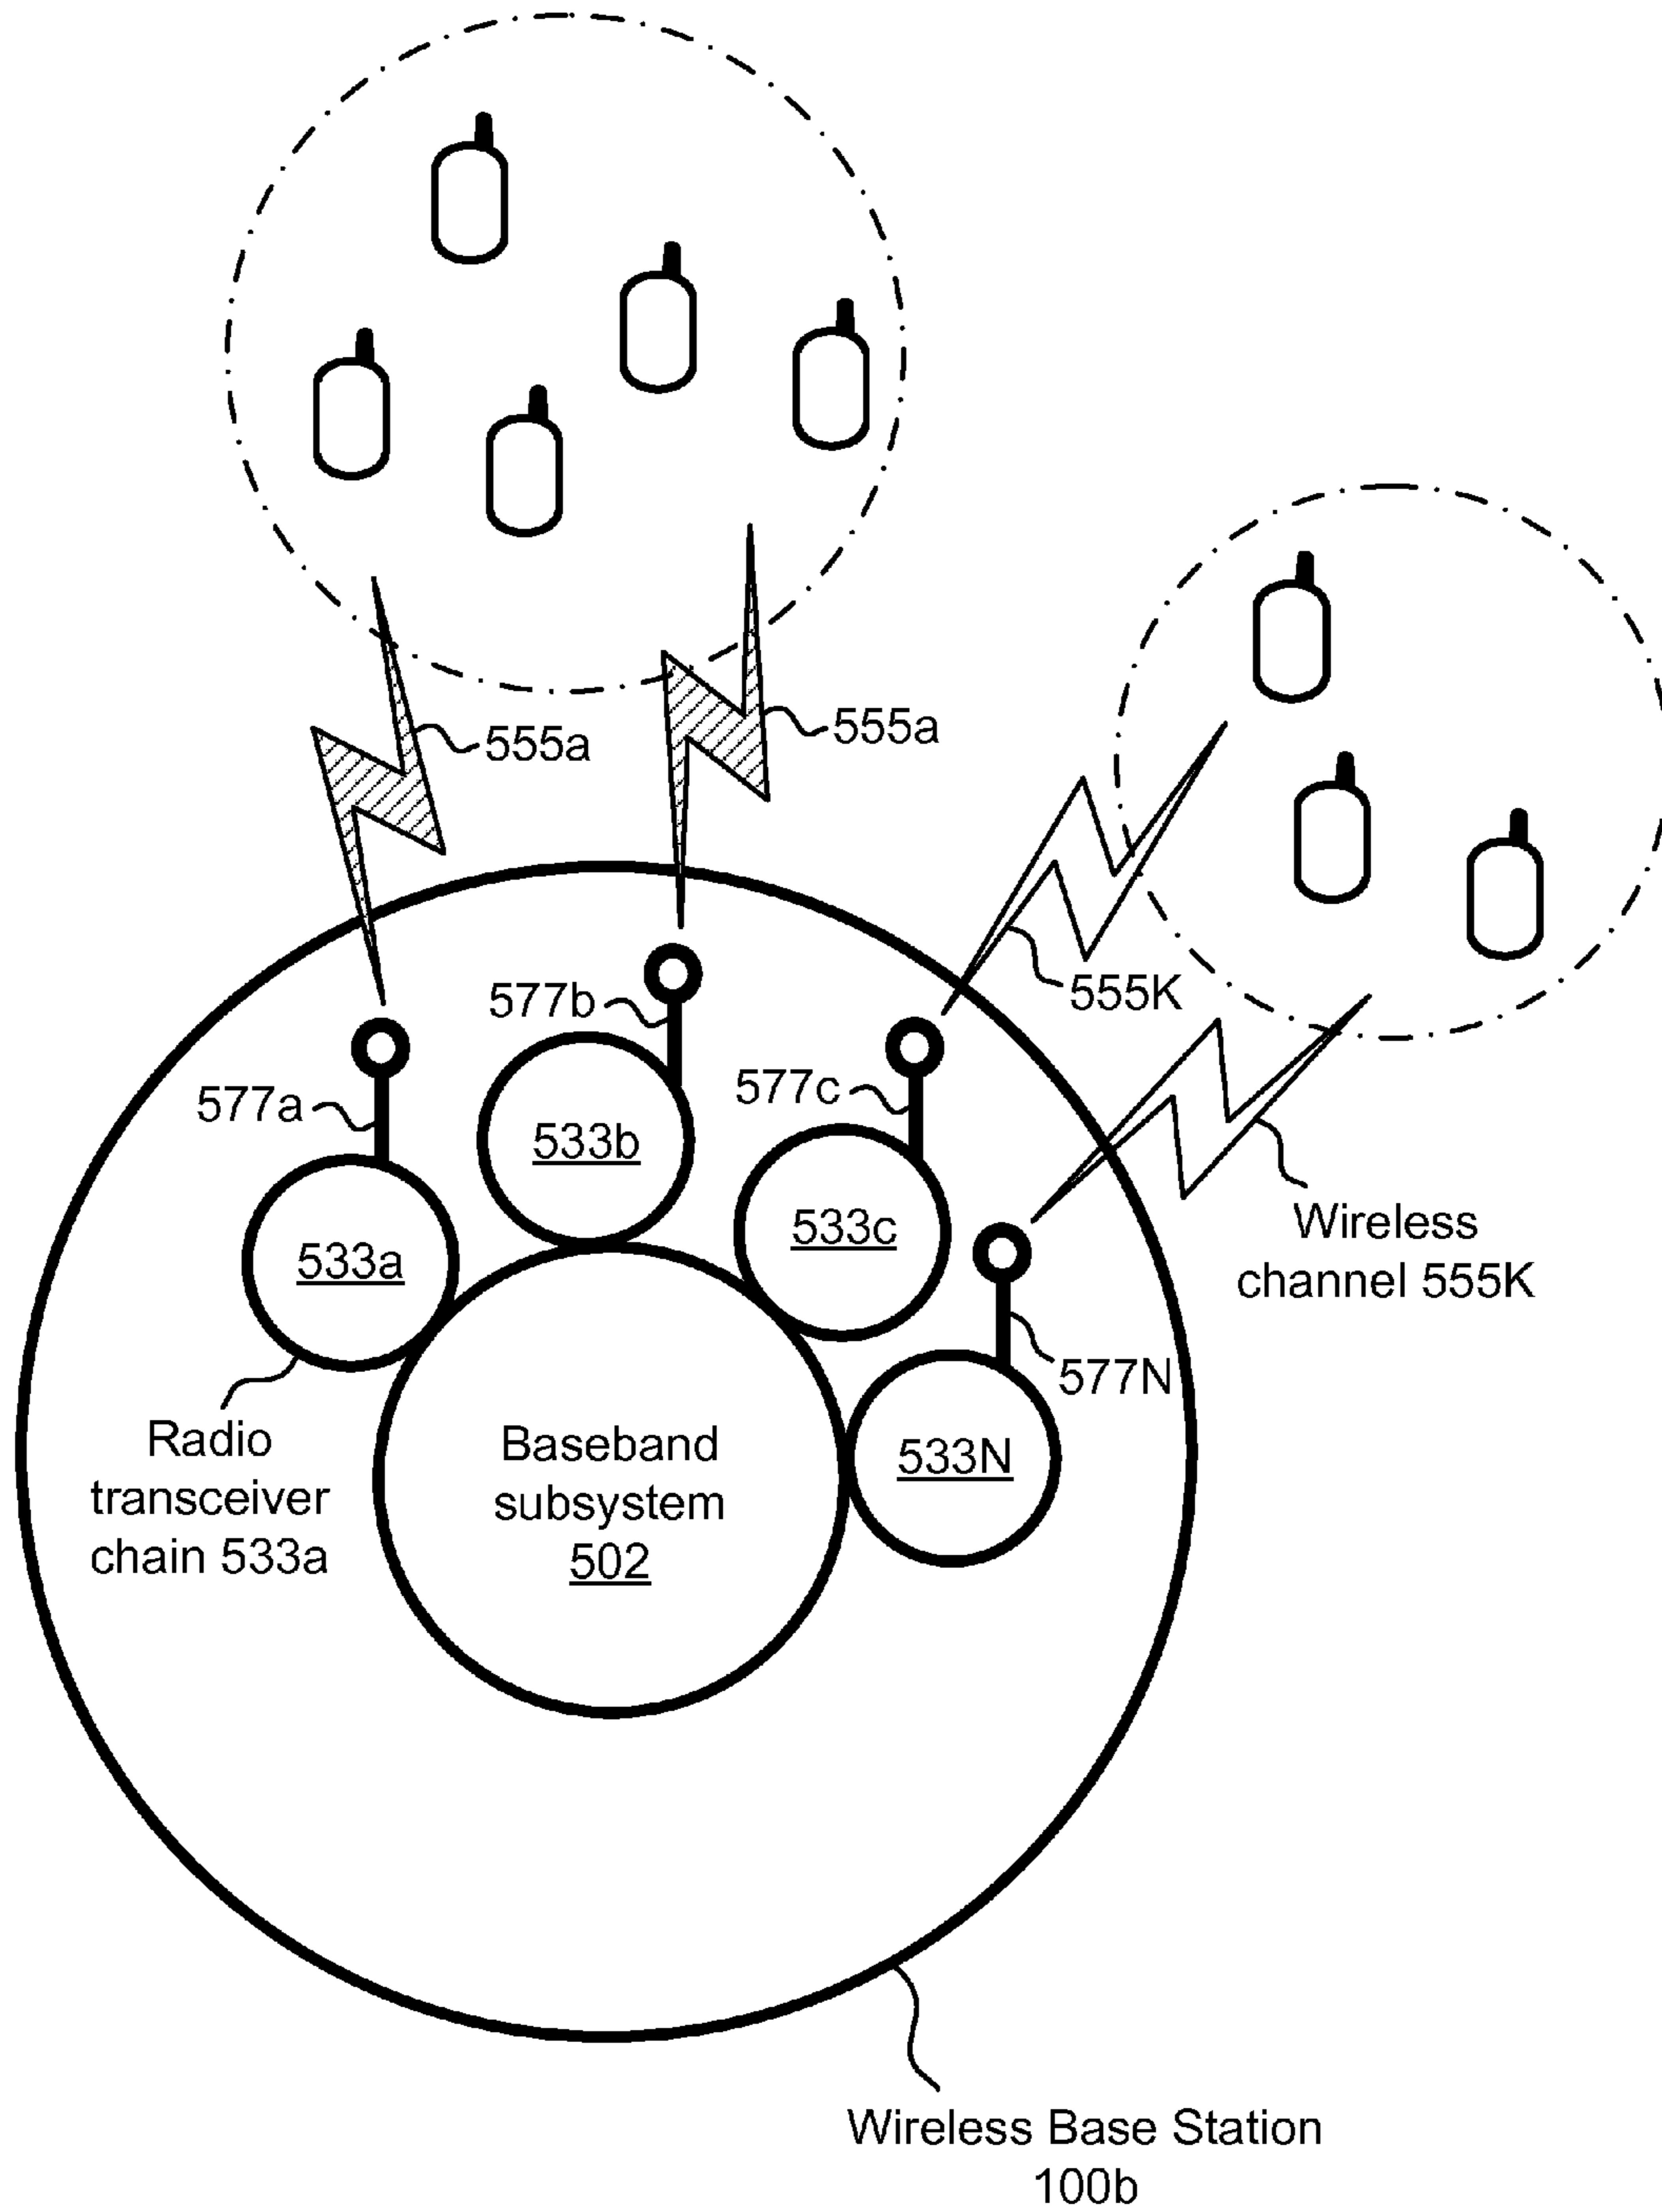 555a
555a
555K
577b
577a
577c
533b
533c
533a
Wireless
channel 555K
577N
Radio
transceiver
chain 533a
Baseband
subsystem
502
533N
Wireless Base Station
100b